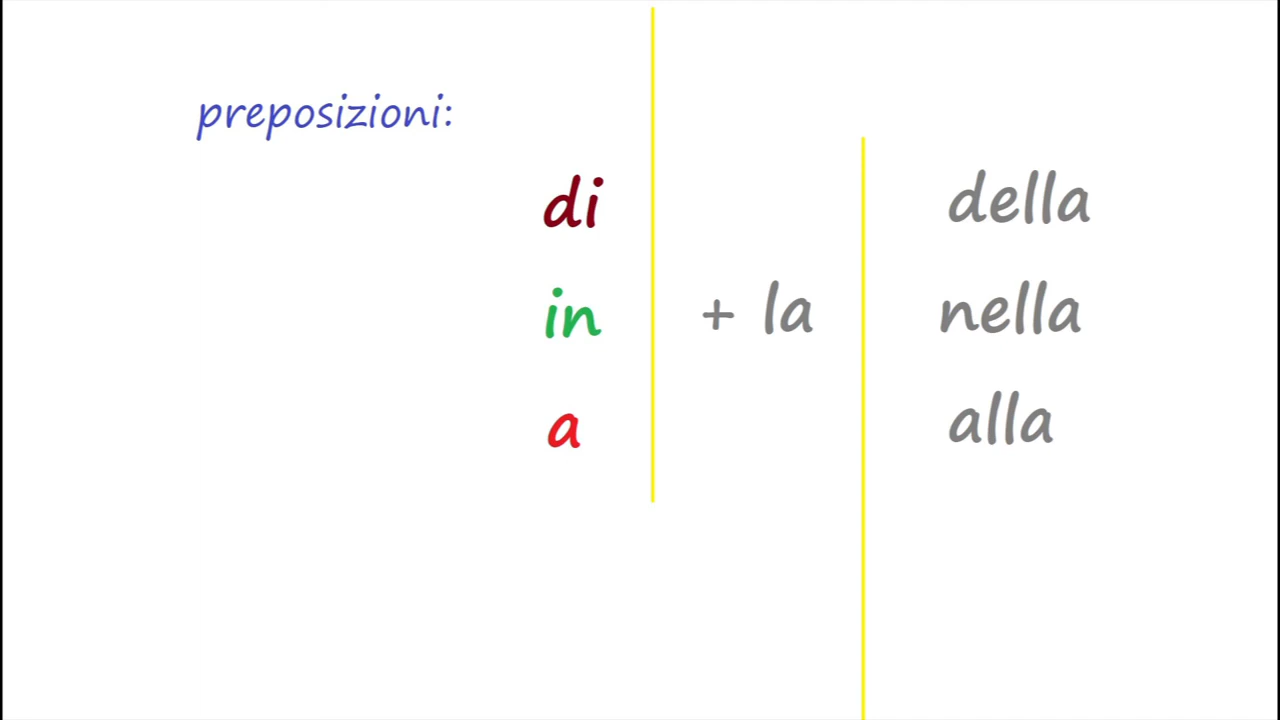 preposizioni:
di della
in + la nella
a alla